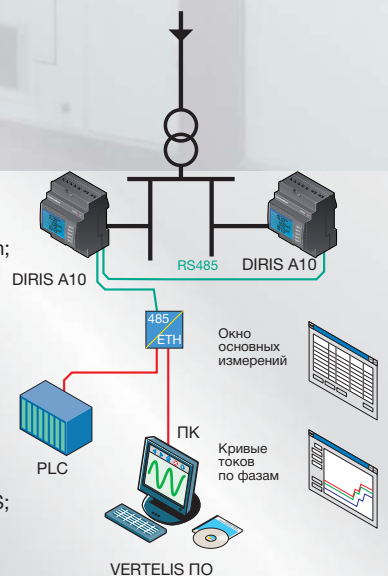 RS485
DIRIS A10
DIRIS A10
485
ETH
Окно
основных
измерений
ПК
Кривые
токов
по фазам
PLC
VERTELIS ПО